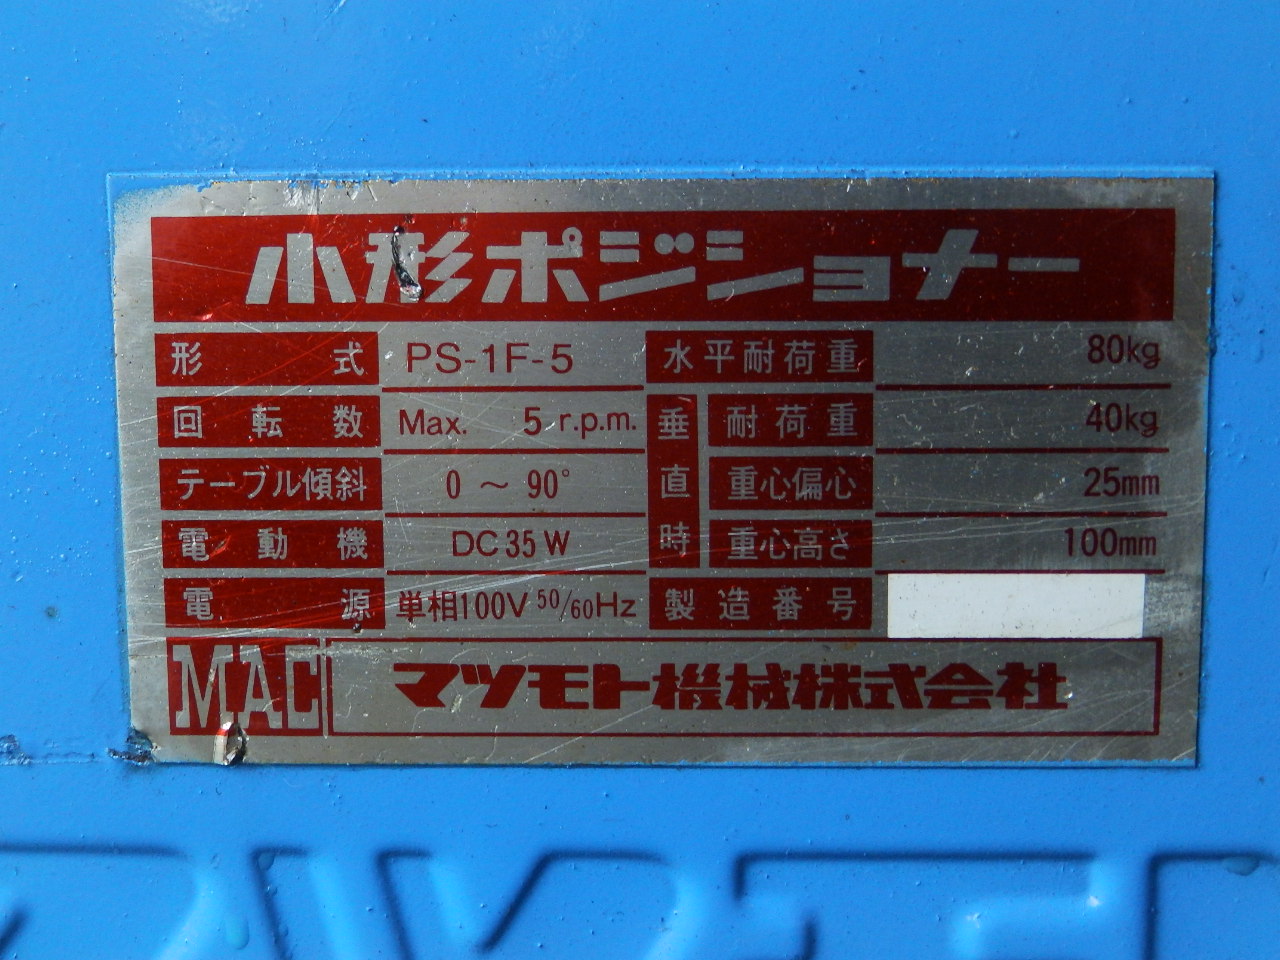 小形ポジショナー
形式 PS-1F-5 水平耐荷重 80kg
回転数 Max. 5 r.p.m. 垂直時 耐荷重 40kg
テーブル傾斜 0～90° 重心偏心 25mm
電動機 DC35W 重心高さ 100mm
電源 単相100V 50/60Hz 製造番号
MAC マツモト機械株式会社